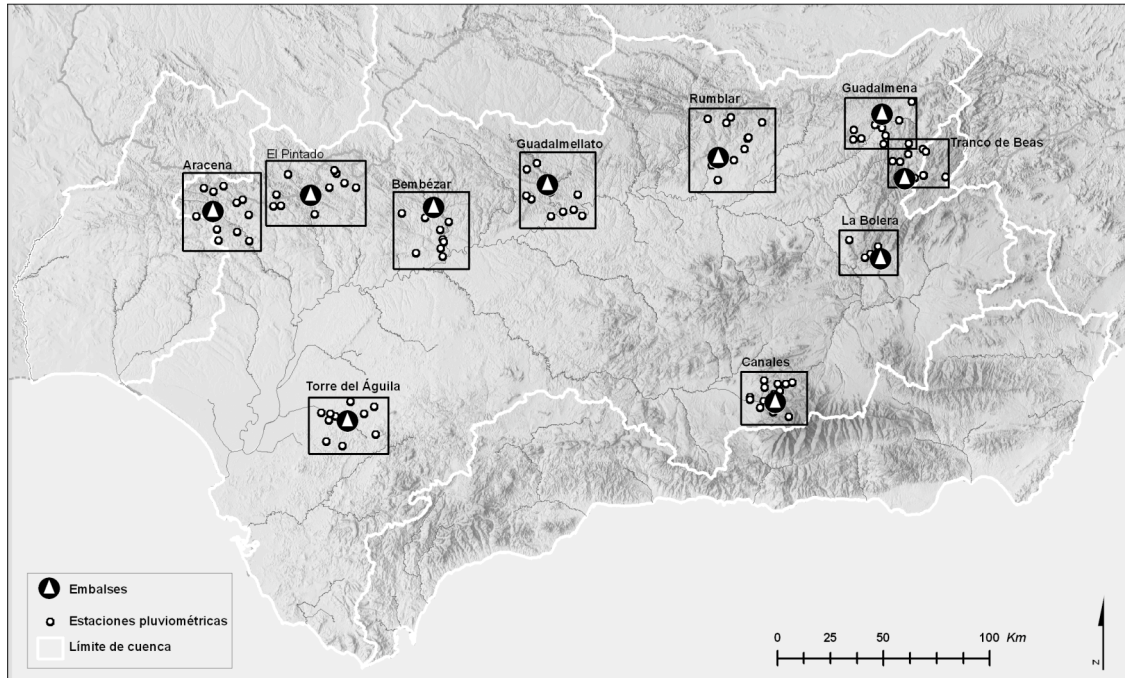 Guadalmena
Rumblar
Tranco de Beas
Guadalmellato
El Pintado
Aracena
Bembézar
La Bolera
Canales
Torre del Águila
Embalses
Estaciones pluviométricas
Límite de cuenca
0 25 50 100 Km
N